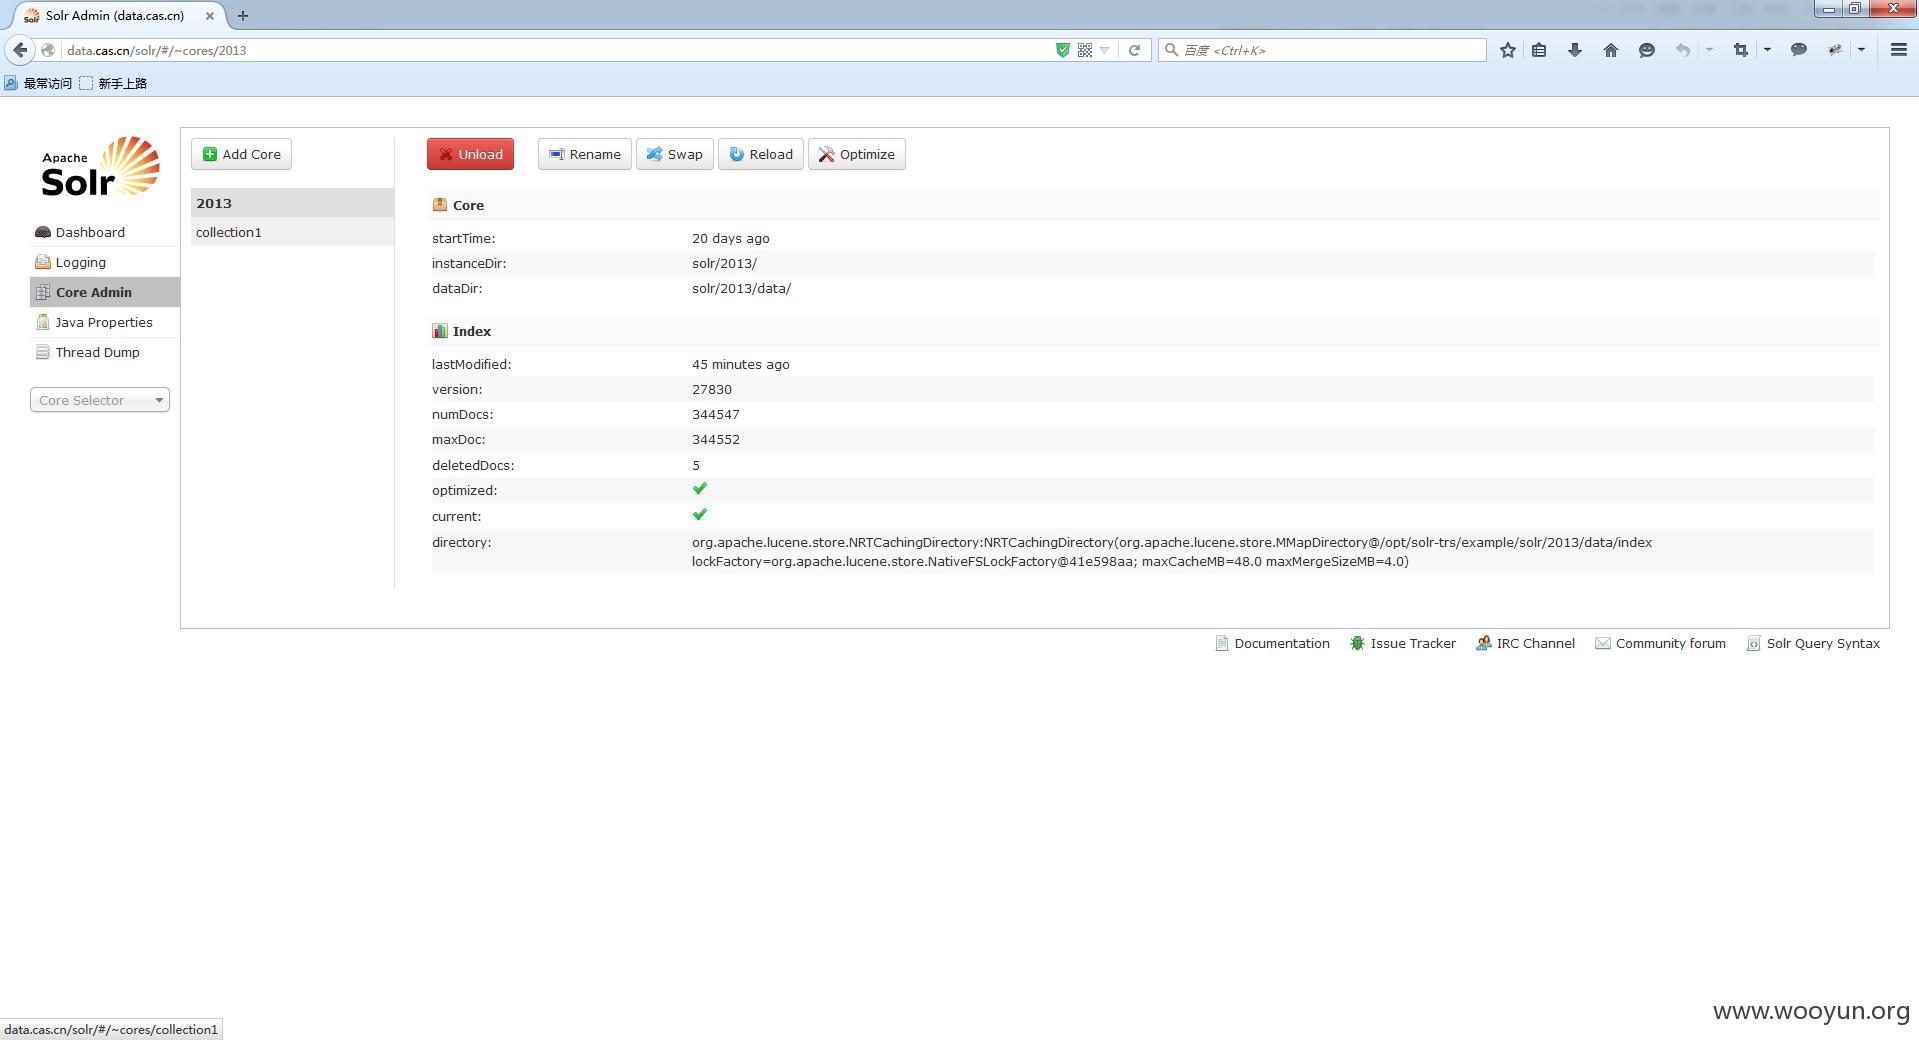 Solr Admin (data.cas.cn)
data.cas.cn/solr/#/~cores/2013
百度 <Ctrl+K>
最常访问
新手上路
Apache
Solr
Dashboard
Logging
Core Admin
Java Properties
Thread Dump
Core Selector
Add Core
2013
collection1
Unload
Rename
Swap
Reload
Optimize
Core
startTime: 20 days ago
instanceDir: solr/2013/
dataDir: solr/2013/data/
Index
lastModified: 45 minutes ago
version: 27830
numDocs: 344547
maxDoc: 344552
deletedDocs: 5
optimized:
current:
directory: org.apache.lucene.store.NRTCachingDirectory:NRTCachingDirectory(org.apache.lucene.store.MMapDirectory@/opt/solr-trs/example/solr/2013/data/index
lockFactory=org.apache.lucene.store.NativeFSLockFactory@41e598aa; maxCacheMB=48.0 maxMergeSizeMB=4.0)
Documentation
Issue Tracker
IRC Channel
Community forum
Solr Query Syntax
www.wooyun.org
data.cas.cn/solr/#/~cores/collection1